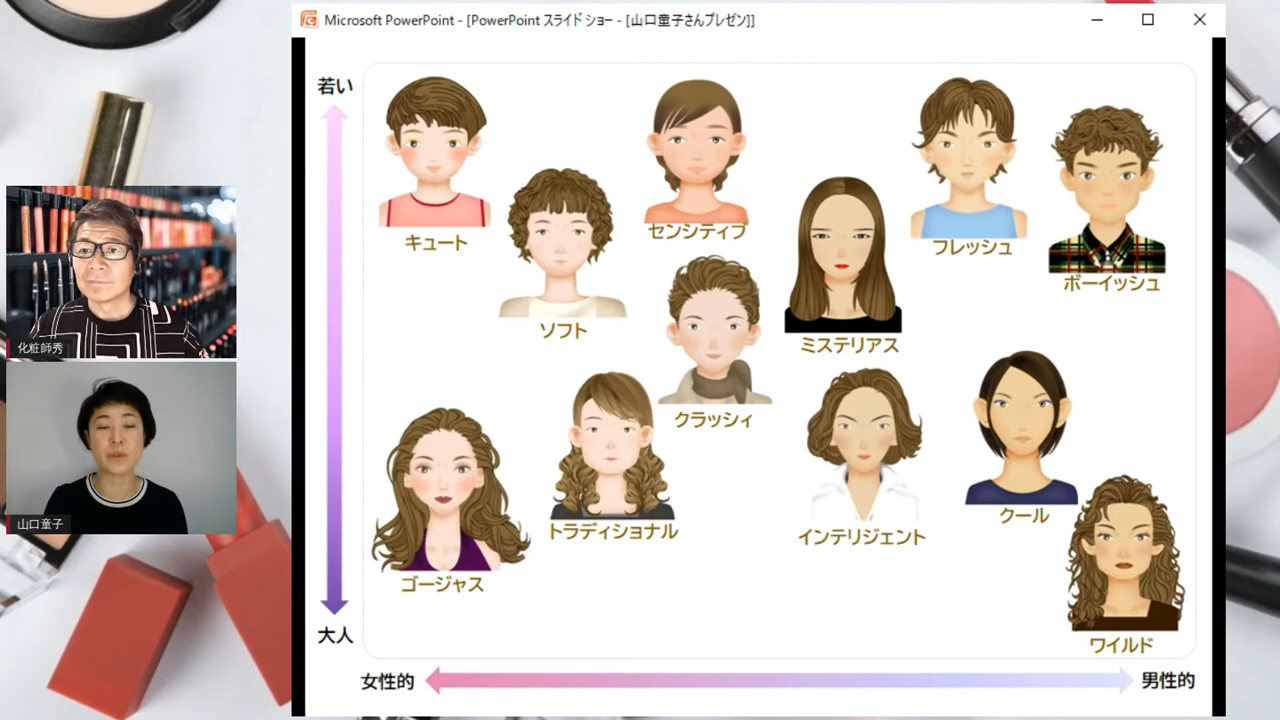 Microsoft PowerPoint - [PowerPoint スライド ショー - [山口童子さんプレゼン]]
若い
キュート
センシティブ
フレッシュ
ボーイッシュ
ソフト
ミステリアス
クラッシィ
トラディショナル
インテリジェント
クール
ゴージャス
ワイルド
大人
女性的
男性的
化粧師秀
山口童子